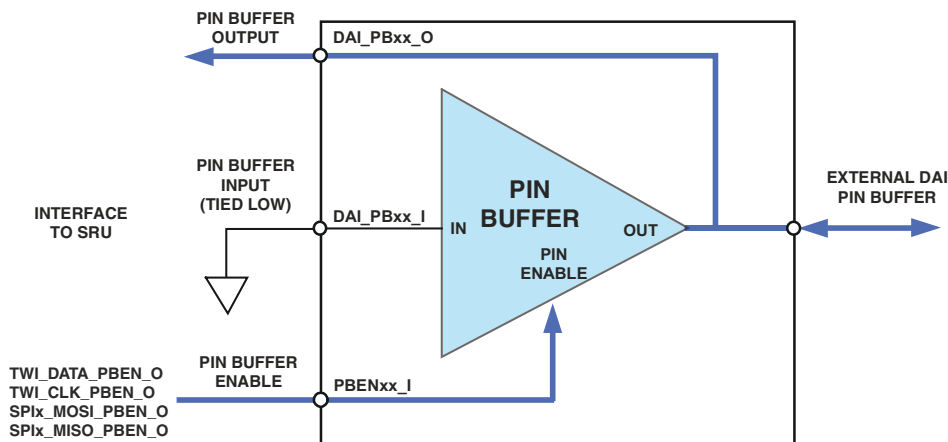 PIN BUFFER
OUTPUT
DAI_PBxx_O
PIN BUFFER
INPUT
(TIED LOW)
DAI_PBxx_I
INTERFACE
TO SRU
IN
PIN
BUFFER
OUT
PIN
ENABLE
EXTERNAL DAI
PIN BUFFER
TWI_DATA_PBEN_O
TWI_CLK_PBEN_O
SPIx_MOSI_PBEN_O
SPIx_MISO_PBEN_O
PIN BUFFER
ENABLE
PBENxx_I